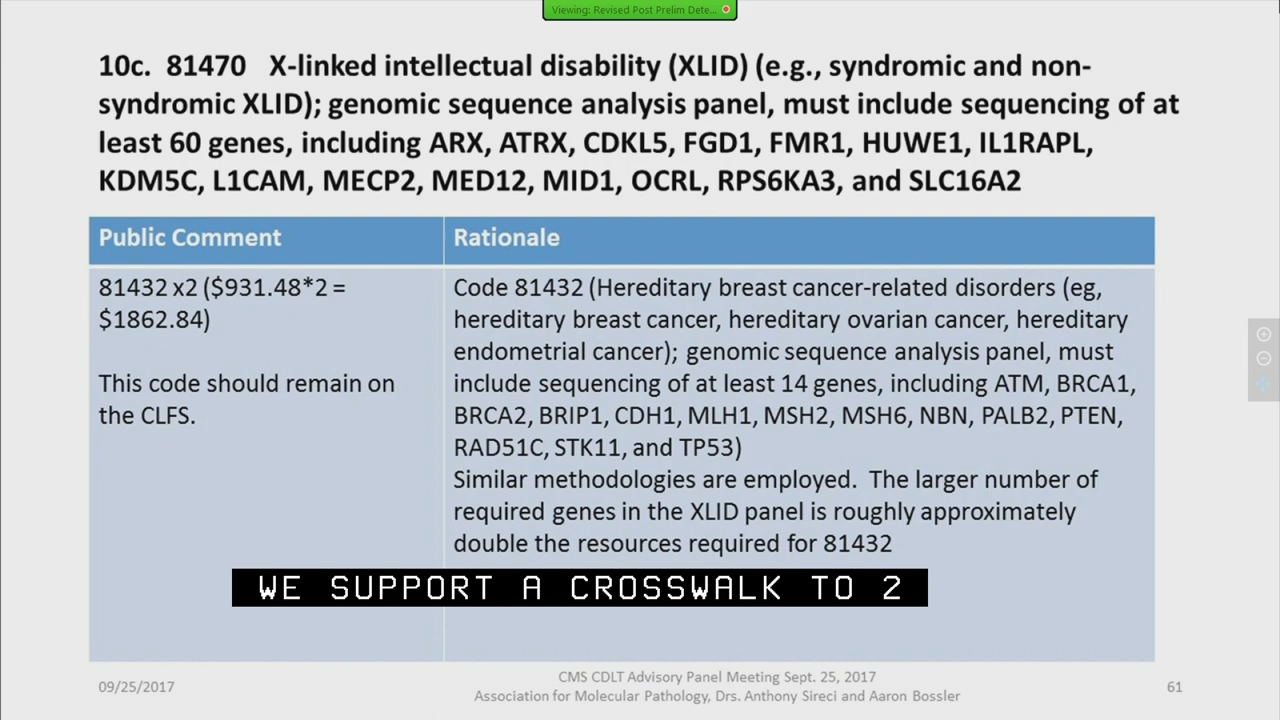 Viewing: Revised Post Prelim Dete...
10c. 81470 X-linked intellectual disability (XLID) (e.g., syndromic and non-
syndromic XLID); genomic sequence analysis panel, must include sequencing of at
least 60 genes, including ARX, ATRX, CDKL5, FGD1, FMR1, HUWE1, IL1RAPL,
KDM5C, L1CAM, MECP2, MED12, MID1, OCRL, RPS6KA3, and SLC16A2
Public Comment
Rationale
81432 x2 ($931.48*2 =
$1862.84)
This code should remain on
the CLFS.
Code 81432 (Hereditary breast cancer-related disorders (eg,
hereditary breast cancer, hereditary ovarian cancer, hereditary
endometrial cancer); genomic sequence analysis panel, must
include sequencing of at least 14 genes, including ATM, BRCA1,
BRCA2, BRIP1, CDH1, MLH1, MSH2, MSH6, NBN, PALB2, PTEN,
RAD51C, STK11, and TP53)
Similar methodologies are employed. The larger number of
required genes in the XLID panel is roughly approximately
double the resources required for 81432
WE SUPPORT A CROSSWALK TO 2
09/25/2017
CMS CDLT Advisory Panel Meeting Sept. 25, 2017
Association for Molecular Pathology, Drs. Anthony Sireci and Aaron Bossler
61